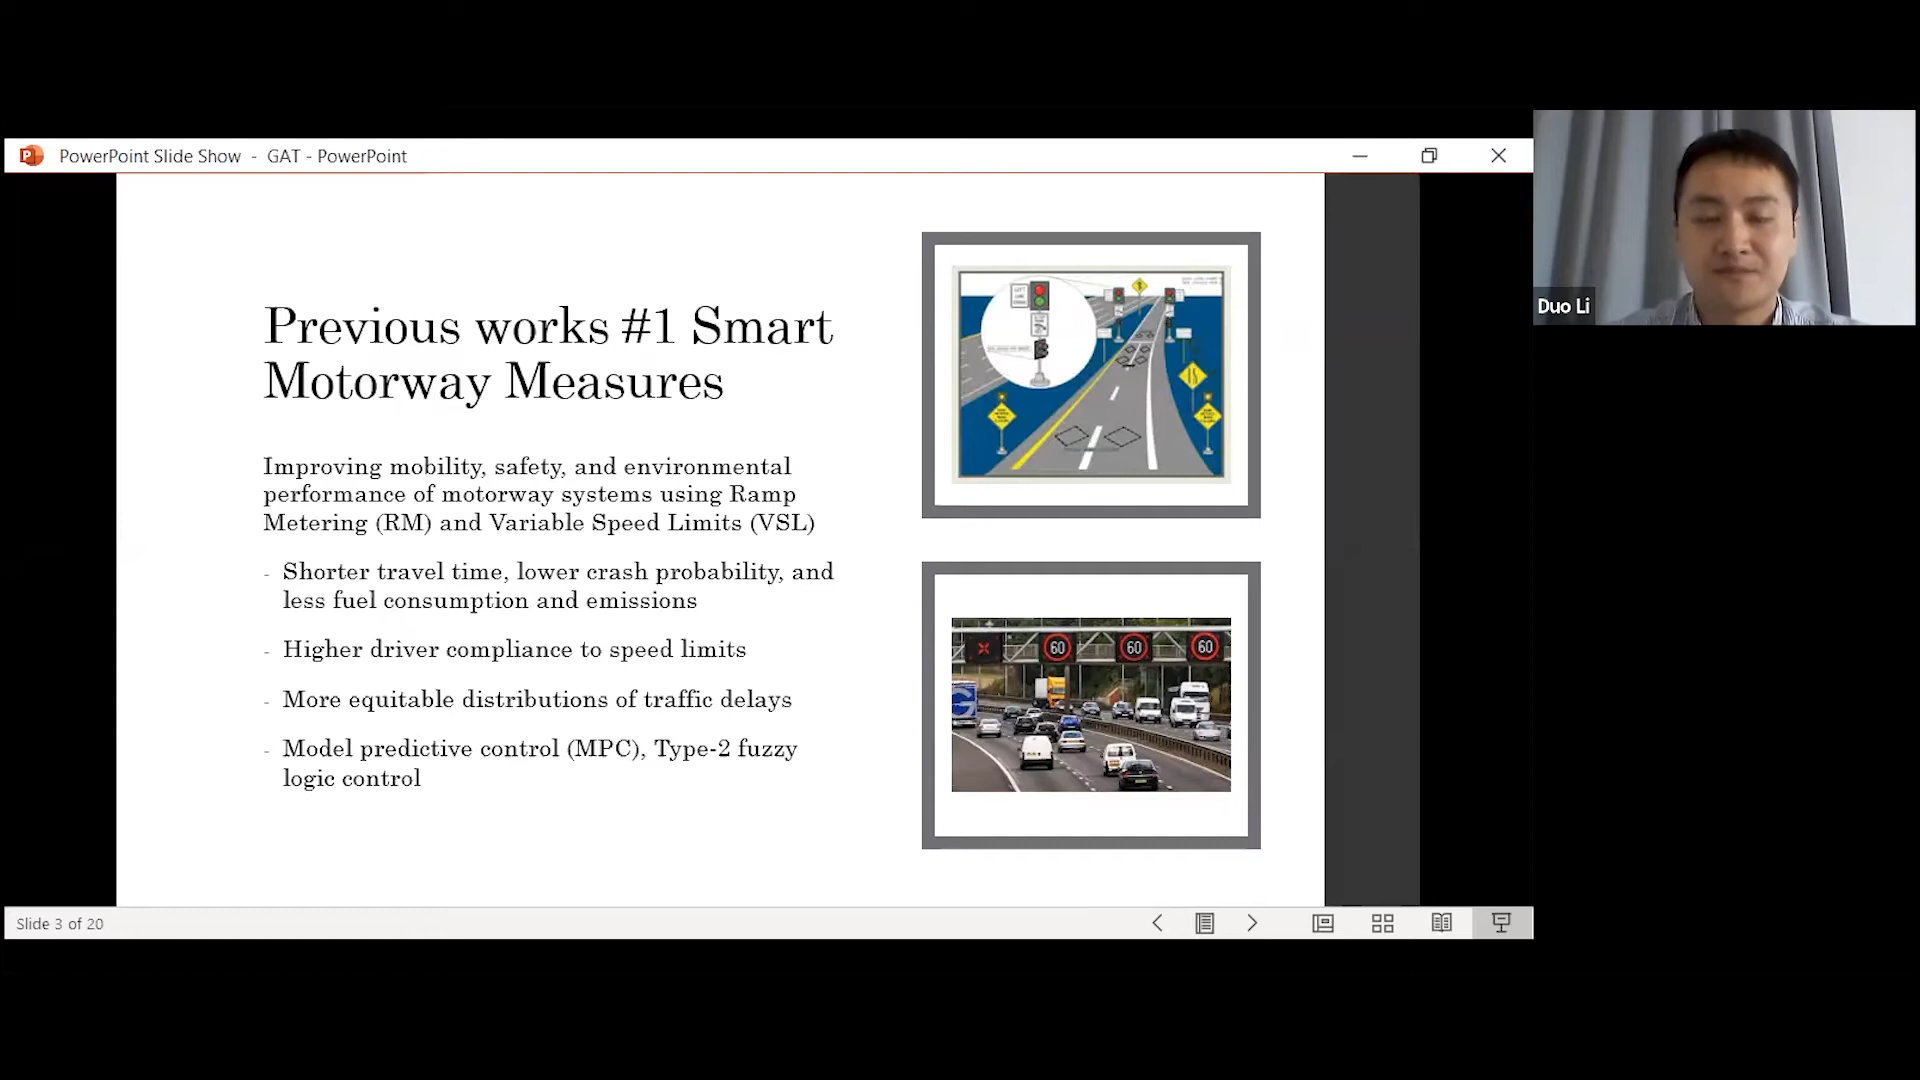 PowerPoint Slide Show - GAT - PowerPoint
Previous works #1 Smart
Motorway Measures
Improving mobility, safety, and environmental
performance of motorway systems using Ramp
Metering (RM) and Variable Speed Limits (VSL)
- Shorter travel time, lower crash probability, and
less fuel consumption and emissions
- Higher driver compliance to speed limits
- More equitable distributions of traffic delays
- Model predictive control (MPC), Type-2 fuzzy
logic control
60 60 60
Duo Li
Slide 3 of 20